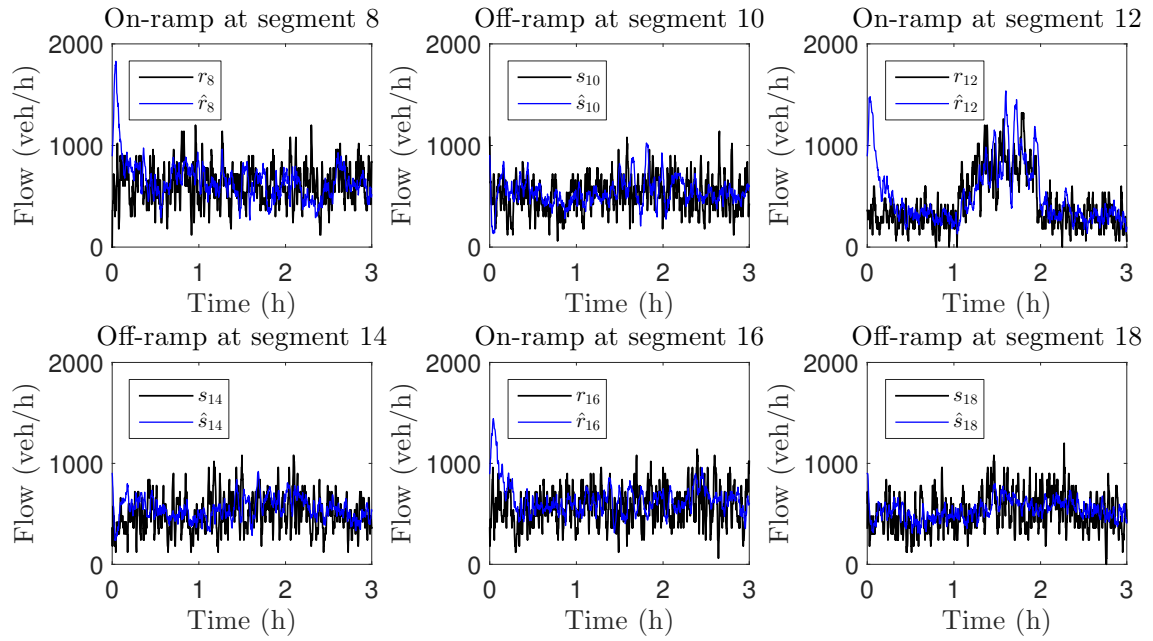 On-ramp at segment 8
2000
1000
0
Flow (veh/h)
r₈
r̂₈
0 1 2 3
Time (h)
Off-ramp at segment 10
2000
1000
0
Flow (veh/h)
s₁₀
ŝ₁₀
0 1 2 3
Time (h)
On-ramp at segment 12
2000
1000
0
Flow (veh/h)
r₁₂
r̂₁₂
0 1 2 3
Time (h)
Off-ramp at segment 14
2000
1000
0
Flow (veh/h)
s₁₄
ŝ₁₄
0 1 2 3
Time (h)
On-ramp at segment 16
2000
1000
0
Flow (veh/h)
r₁₆
r̂₁₆
0 1 2 3
Time (h)
Off-ramp at segment 18
2000
1000
0
Flow (veh/h)
s₁₈
ŝ₁₈
0 1 2 3
Time (h)